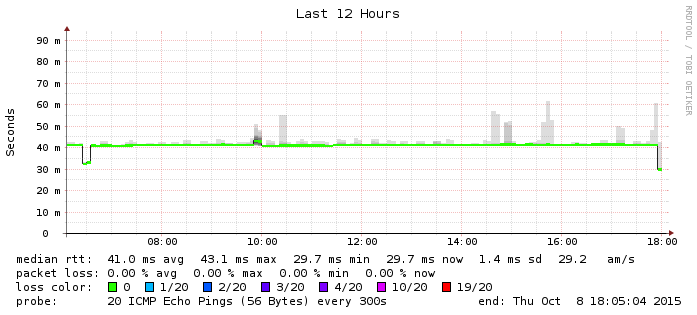 Last 12 Hours
RRDTOOL / TOBI OETIKER
Seconds
90 m
80 m
70 m
60 m
50 m
40 m
30 m
20 m
10 m
0
08:00 10:00 12:00 14:00 16:00 18:00
median rtt: 41.0 ms avg 43.1 ms max 29.7 ms min 29.7 ms now 1.4 ms sd 29.2 am/s
packet loss: 0.00 % avg 0.00 % max 0.00 % min 0.00 % now
loss color: 0 1/20 2/20 3/20 4/20 10/20 19/20
probe: 20 ICMP Echo Pings (56 Bytes) every 300s end: Thu Oct 8 18:05:04 2015